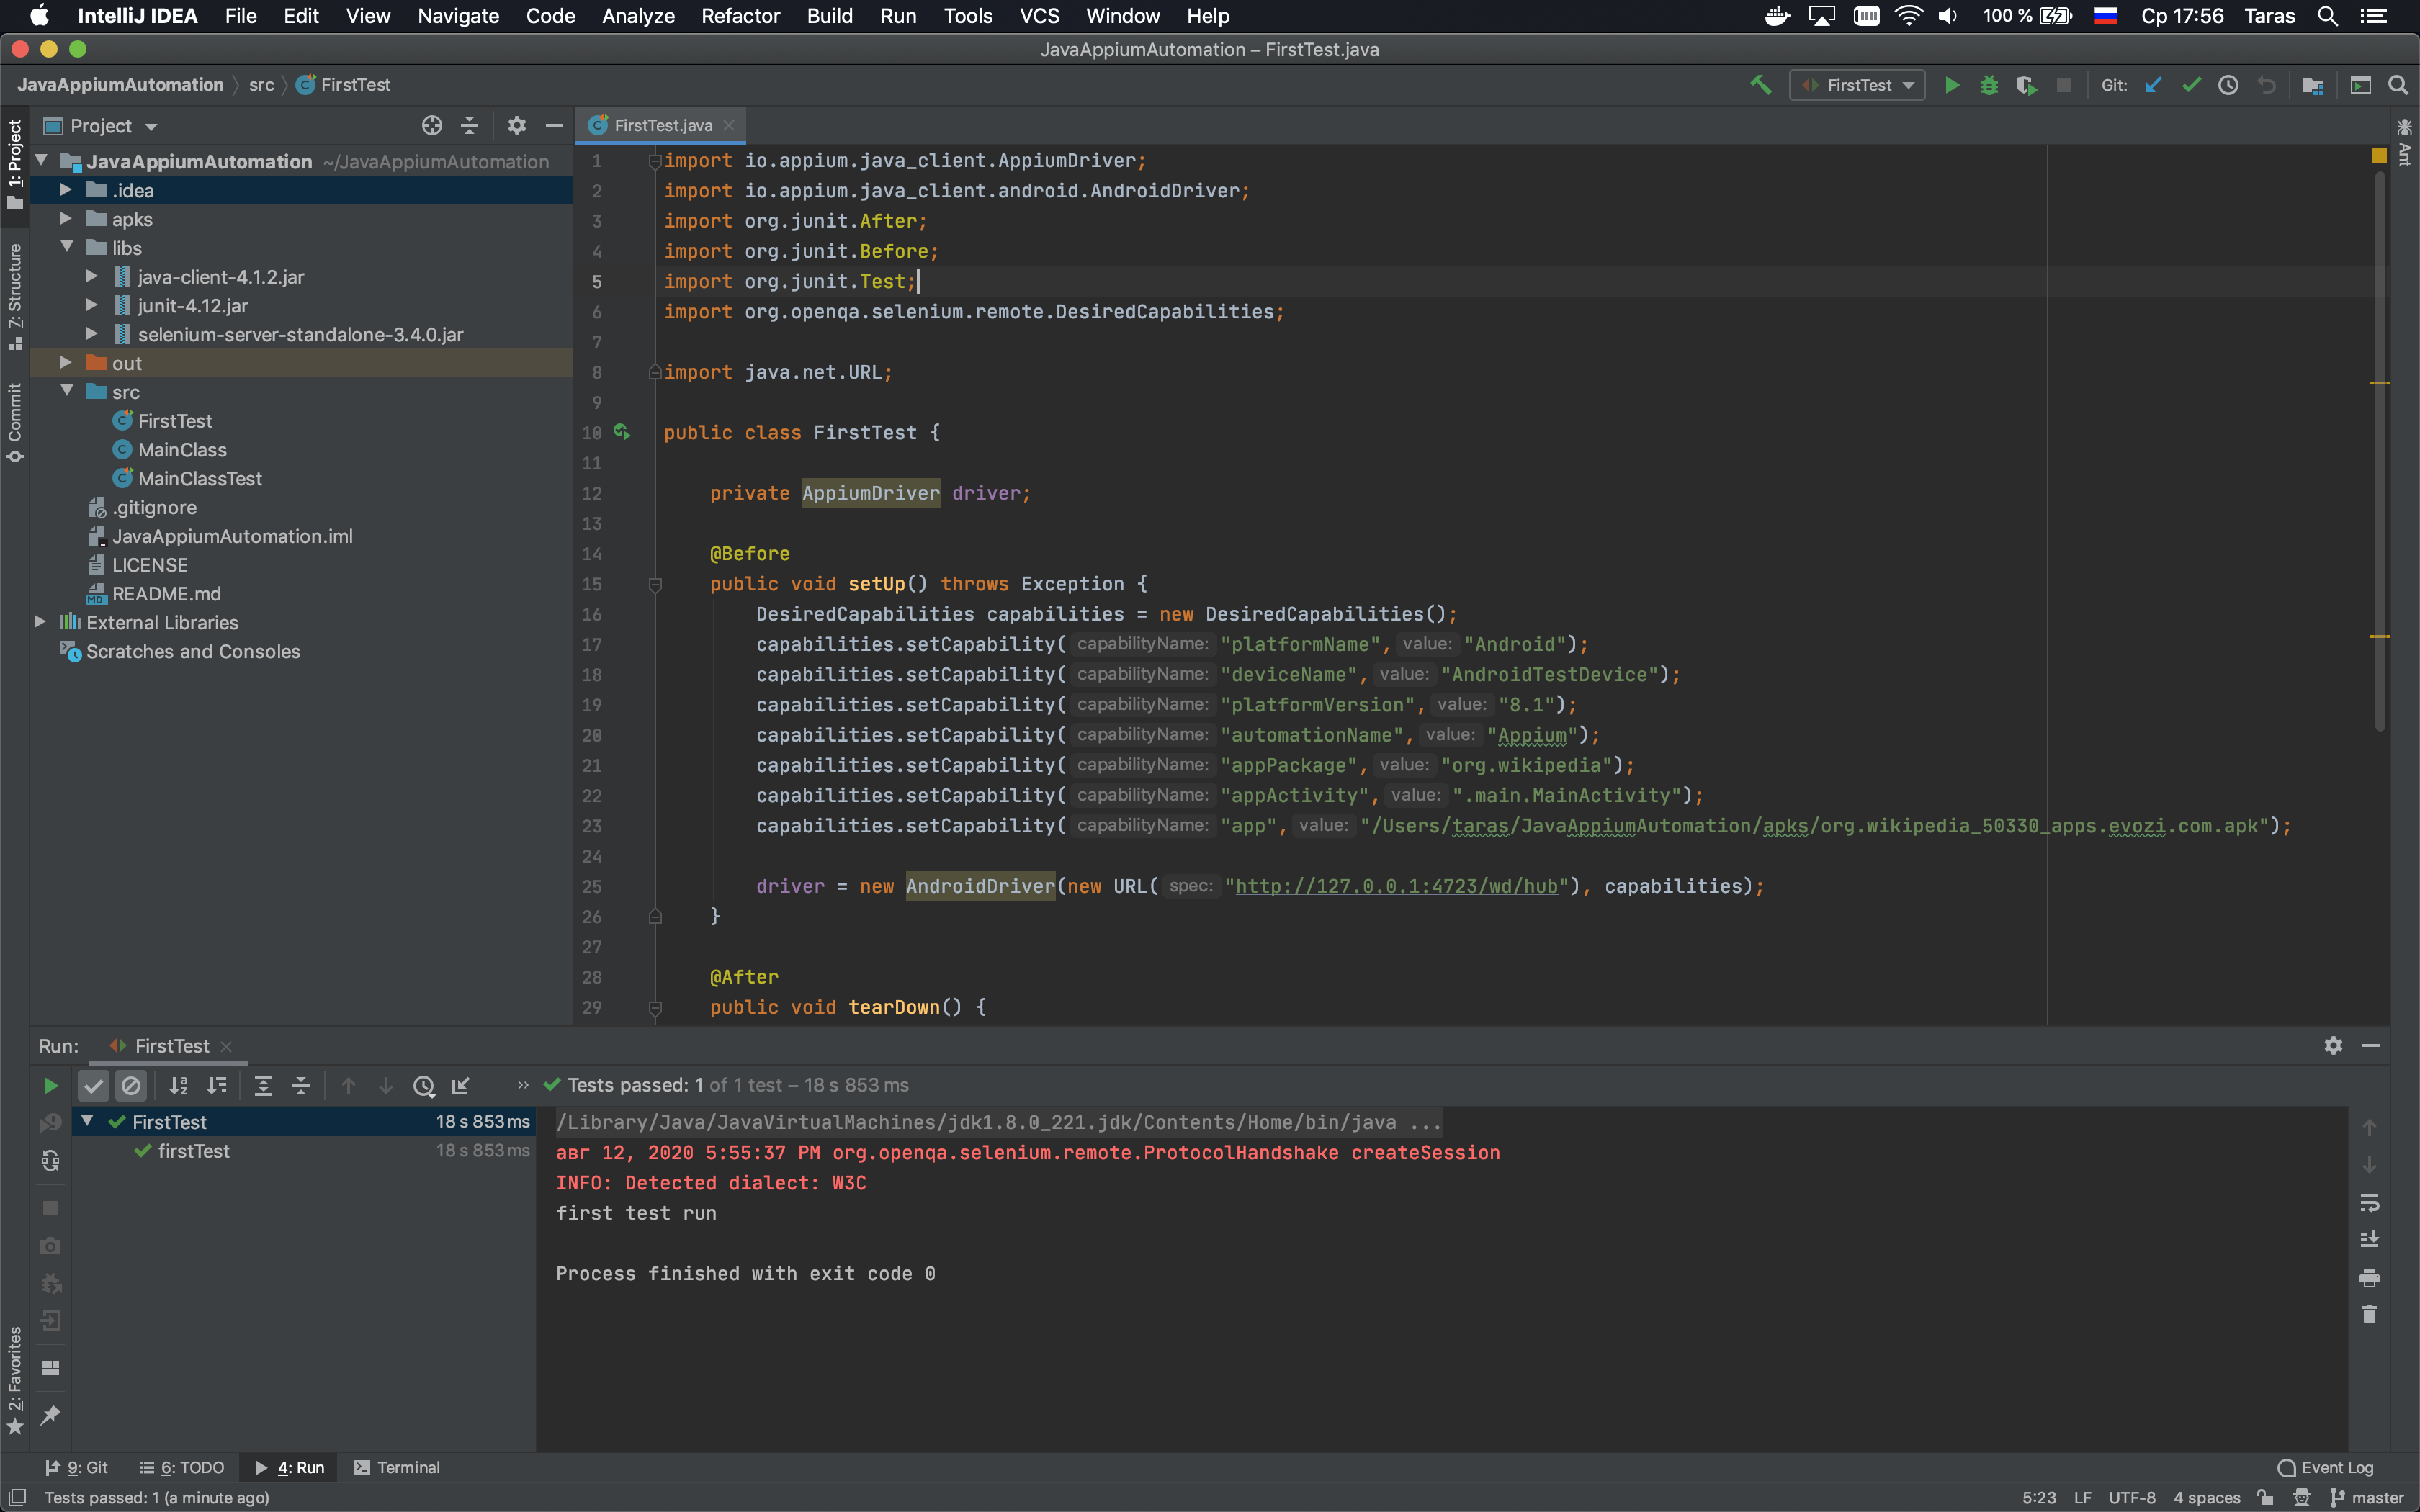 IntelliJ IDEA File Edit View Navigate Code Analyze Refactor Build Run Tools VCS Window Help 100 % Ср 17:56 Taras
JavaAppiumAutomation – FirstTest.java
JavaAppiumAutomation src FirstTest FirstTest Git:
Project FirstTest.java
1: Project
7: Structure
Commit
2: Favorites
Ant
JavaAppiumAutomation ~/JavaAppiumAutomation
.idea
apks
libs
java-client-4.1.2.jar
junit-4.12.jar
selenium-server-standalone-3.4.0.jar
out
src
FirstTest
MainClass
MainClassTest
.gitignore
JavaAppiumAutomation.iml
LICENSE
README.md
External Libraries
Scratches and Consoles
1 import io.appium.java_client.AppiumDriver;
2 import io.appium.java_client.android.AndroidDriver;
3 import org.junit.After;
4 import org.junit.Before;
5 import org.junit.Test;
6 import org.openqa.selenium.remote.DesiredCapabilities;
7
8 import java.net.URL;
9
10 public class FirstTest {
11
12 private AppiumDriver driver;
13
14 @Before
15 public void setUp() throws Exception {
16 DesiredCapabilities capabilities = new DesiredCapabilities();
17 capabilities.setCapability( capabilityName: "platformName", value: "Android");
18 capabilities.setCapability( capabilityName: "deviceName", value: "AndroidTestDevice");
19 capabilities.setCapability( capabilityName: "platformVersion", value: "8.1");
20 capabilities.setCapability( capabilityName: "automationName", value: "Appium");
21 capabilities.setCapability( capabilityName: "appPackage", value: "org.wikipedia");
22 capabilities.setCapability( capabilityName: "appActivity", value: ".main.MainActivity");
23 capabilities.setCapability( capabilityName: "app", value: "/Users/taras/JavaAppiumAutomation/apks/org.wikipedia_50330_apps.evozi.com.apk");
24
25 driver = new AndroidDriver(new URL( spec: "http://127.0.0.1:4723/wd/hub"), capabilities);
26 }
27
28 @After
29 public void tearDown() {
Run: FirstTest
Tests passed: 1 of 1 test – 18 s 853 ms
FirstTest 18 s 853 ms
firstTest 18 s 853 ms
/Library/Java/JavaVirtualMachines/jdk1.8.0_221.jdk/Contents/Home/bin/java ...
авг 12, 2020 5:55:37 PM org.openqa.selenium.remote.ProtocolHandshake createSession
INFO: Detected dialect: W3C
first test run
Process finished with exit code 0
9: Git 6: TODO 4: Run Terminal Event Log
Tests passed: 1 (a minute ago) 5:23 LF UTF-8 4 spaces master